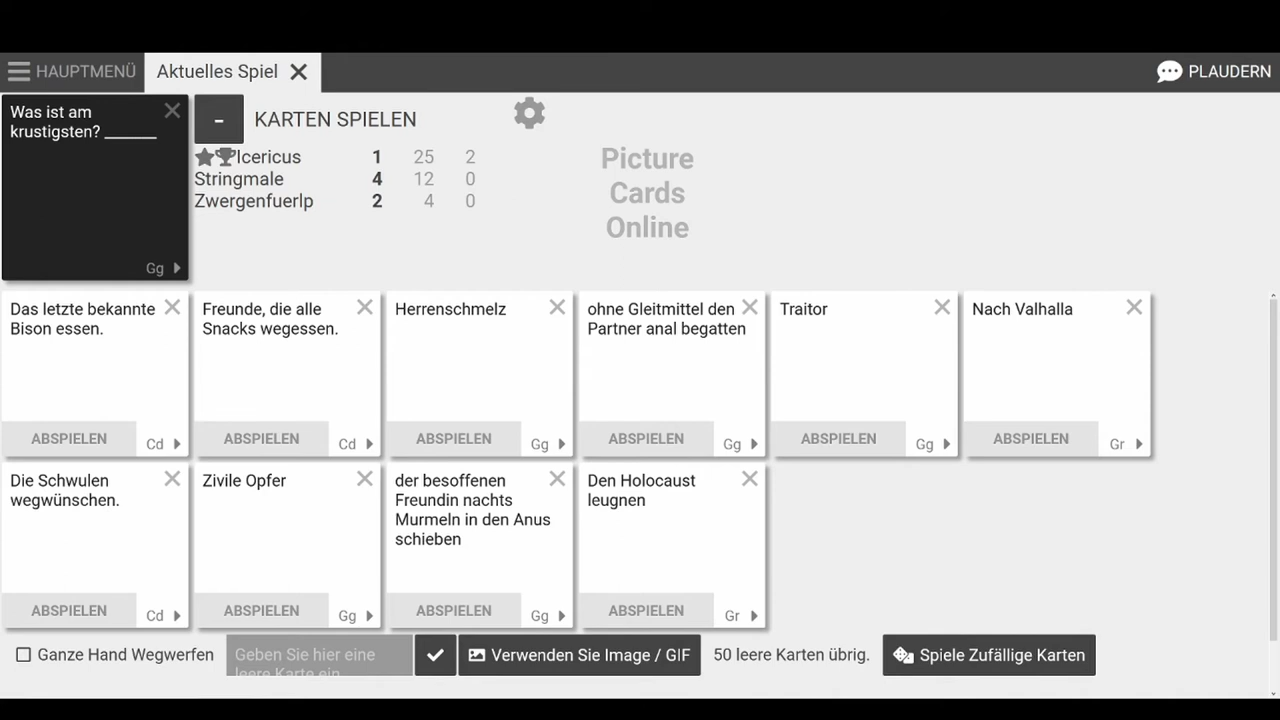 HAUPTMENÜ
Aktuelles Spiel
PLAUDERN
Was ist am
krustigsten? ______
Gg
-
KARTEN SPIELEN
Icericus 1 25 2
Stringmale 4 12 0
Zwergenfuerlp 2 4 0
Picture
Cards
Online
Das letzte bekannte
Bison essen.
ABSPIELEN
Cd
Freunde, die alle
Snacks wegessen.
ABSPIELEN
Cd
Herrenschmelz
ABSPIELEN
Gg
ohne Gleitmittel den
Partner anal begatten
ABSPIELEN
Gg
Traitor
ABSPIELEN
Gg
Nach Valhalla
ABSPIELEN
Gr
Die Schwulen
wegwünschen.
ABSPIELEN
Cd
Zivile Opfer
ABSPIELEN
Gg
der besoffenen
Freundin nachts
Murmeln in den Anus
schieben
ABSPIELEN
Gg
Den Holocaust
leugnen
ABSPIELEN
Gr
Ganze Hand Wegwerfen
Geben Sie hier eine
leere Karte ein
Verwenden Sie Image / GIF
50 leere Karten übrig.
Spiele Zufällige Karten